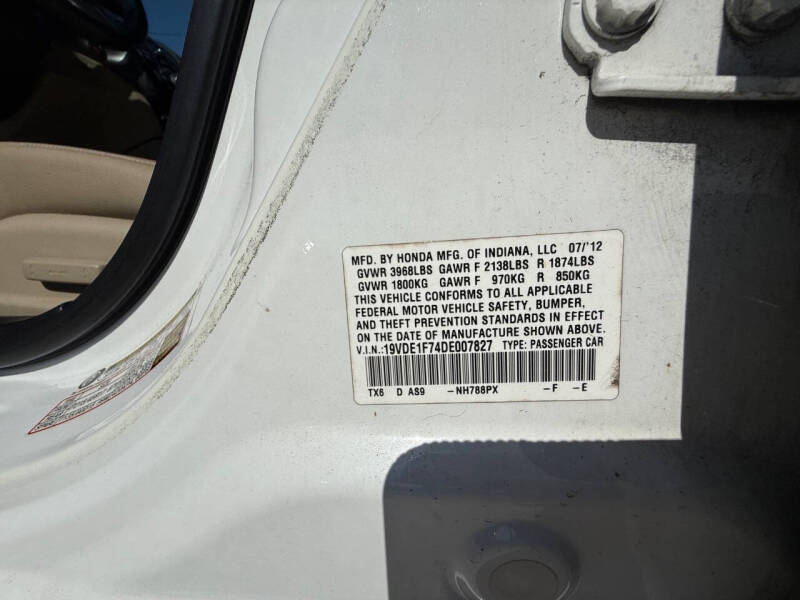 MFD. BY HONDA MFG. OF INDIANA, LLC 07/'12
GVWR 3968LBS GAWR F 2138LBS R 1874LBS
GVWR 1800KG GAWR F 970KG R 850KG
THIS VEHICLE CONFORMS TO ALL APPLICABLE
FEDERAL MOTOR VEHICLE SAFETY, BUMPER,
AND THEFT PREVENTION STANDARDS IN EFFECT
ON THE DATE OF MANUFACTURE SHOWN ABOVE.
V.I.N.:19VDE1F74DE007827 TYPE: PASSENGER CAR
TX6 D AS9 -NH788PX -F -E